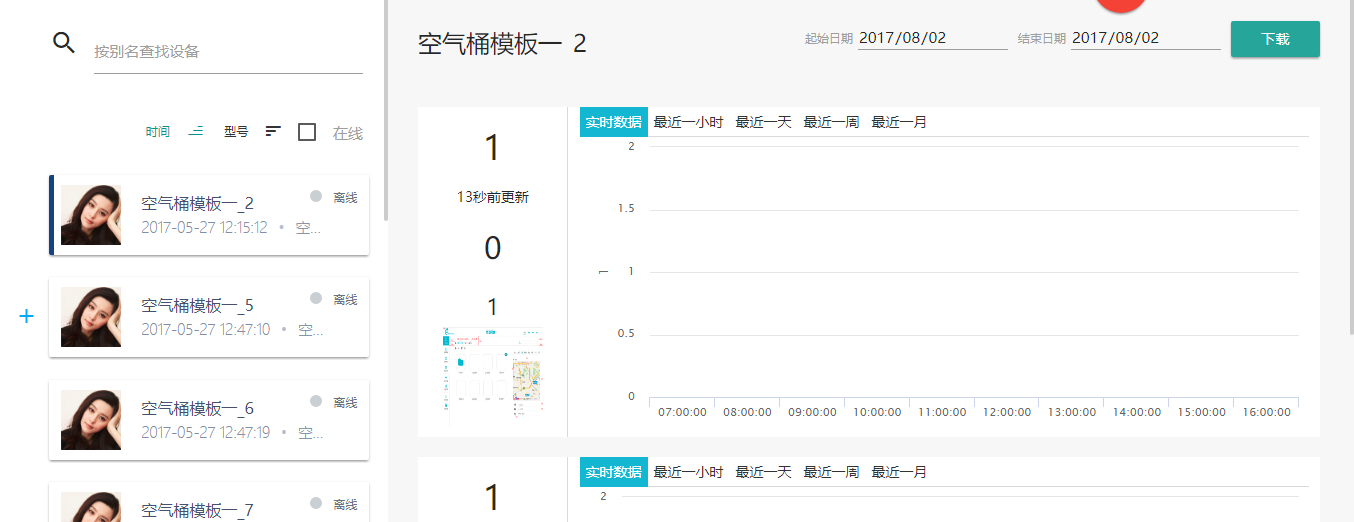 按别名查找设备
时间 型号 在线
空气桶模板一_2 离线
2017-05-27 12:15:12 • 空...
空气桶模板一_5 离线
2017-05-27 12:47:10 • 空...
空气桶模板一_6 离线
2017-05-27 12:47:19 • 空...
空气桶模板一_7 离线
空气桶模板一 2
起始日期 2017/08/02 结束日期 2017/08/02 下载
1
13秒前更新
0
1
实时数据 最近一小时 最近一天 最近一周 最近一月
2
1.5
1
1
0.5
0
07:00:00 08:00:00 09:00:00 10:00:00 11:00:00 12:00:00 13:00:00 14:00:00 15:00:00 16:00:00
1
实时数据 最近一小时 最近一天 最近一周 最近一月
2